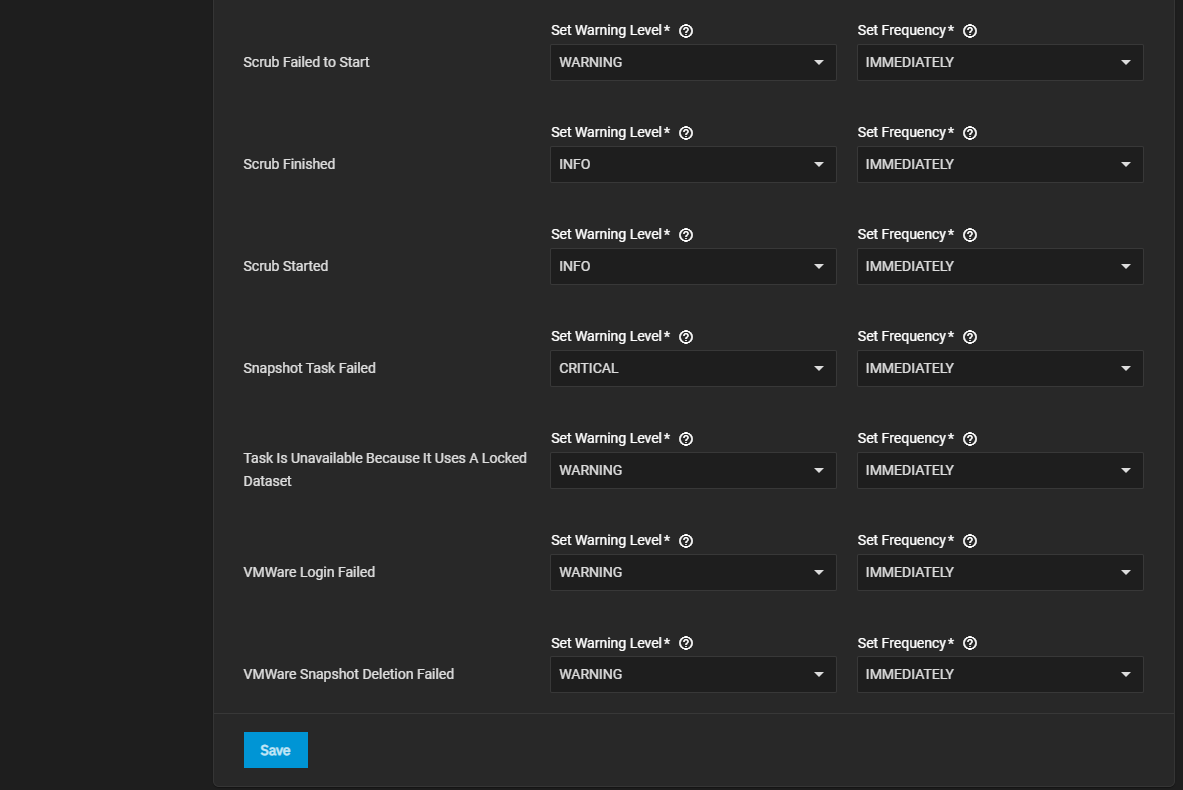 Set Warning Level* Set Frequency*
Scrub Failed to Start WARNING IMMEDIATELY
Set Warning Level* Set Frequency*
Scrub Finished INFO IMMEDIATELY
Set Warning Level* Set Frequency*
Scrub Started INFO IMMEDIATELY
Set Warning Level* Set Frequency*
Snapshot Task Failed CRITICAL IMMEDIATELY
Set Warning Level* Set Frequency*
Task Is Unavailable Because It Uses A Locked
Dataset
WARNING IMMEDIATELY
Set Warning Level* Set Frequency*
VMWare Login Failed WARNING IMMEDIATELY
Set Warning Level* Set Frequency*
VMWare Snapshot Deletion Failed WARNING IMMEDIATELY
Save